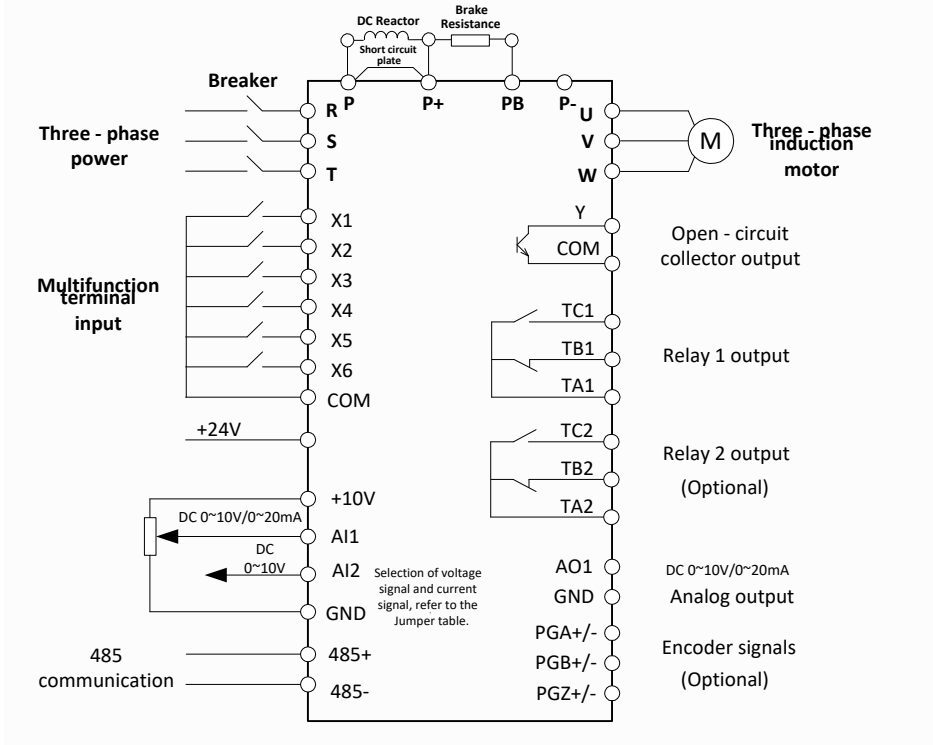 DC Reactor
Brake
Resistance
Short circuit
plate
Breaker
P
P+
PB
P-
R
S
T
Three - phase
power
U
V
W
M
Three - phase
induction
motor
X1
X2
X3
X4
X5
X6
COM
Multifunction
terminal
input
Y
COM
Open - circuit
collector output
TC1
TB1
TA1
Relay 1 output
+24V
TC2
TB2
TA2
Relay 2 output
(Optional)
+10V
DC 0~10V/0~20mA
AI1
DC
0~10V
AI2
GND
Selection of voltage
signal and current
signal, refer to the
Jumper table.
AO1
GND
DC 0~10V/0~20mA
Analog output
PGA+/-
PGB+/-
PGZ+/-
Encoder signals
(Optional)
485
communication
485+
485-